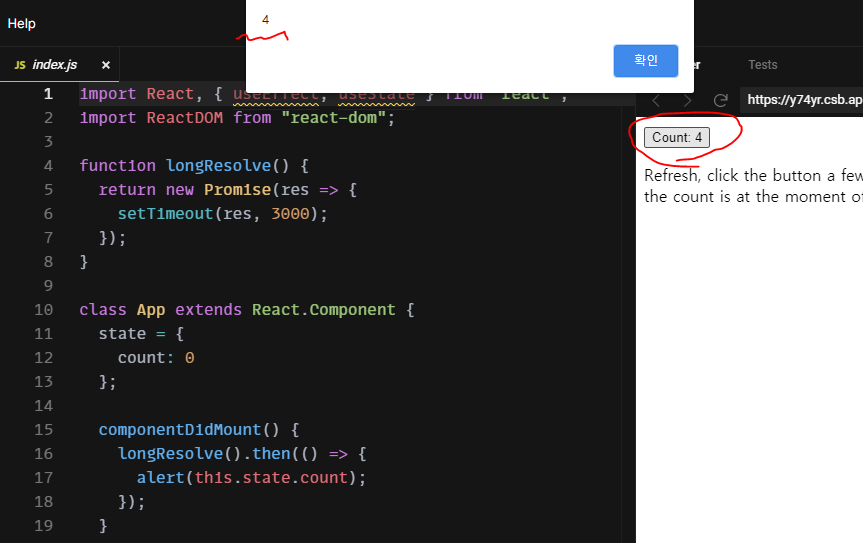 Help
4
확인
JS index.js ×
er
Tests
https://y74yr.csb.ap
1 import React, { useEffect, useState } from "react";
2 import ReactDOM from "react-dom";
3
4 function longResolve() {
5 return new Promise(res => {
6 setTimeout(res, 3000);
7 });
8 }
9
10 class App extends React.Component {
11 state = {
12 count: 0
13 };
14
15 componentDidMount() {
16 longResolve().then(() => {
17 alert(this.state.count);
18 });
19 }
Count: 4
Refresh, click the button a few
the count is at the moment of